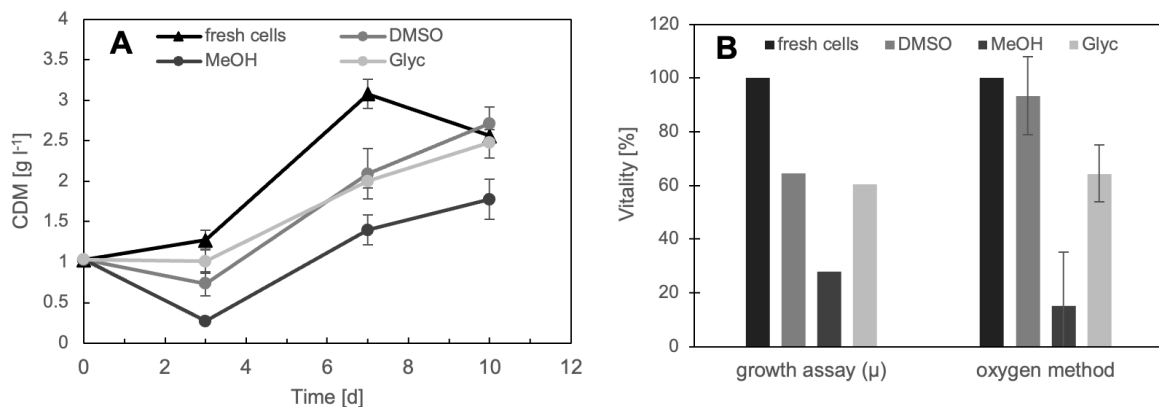 A
fresh cells
DMSO
MeOH
Glyc
CDM [g l-1]
4
3.5
3
2.5
2
1.5
1
0.5
0
0 2 4 6 8 10 12
Time [d]
B
fresh cells DMSO MeOH Glyc
Vitality [%]
120
100
80
60
40
20
0
growth assay (µ) oxygen method